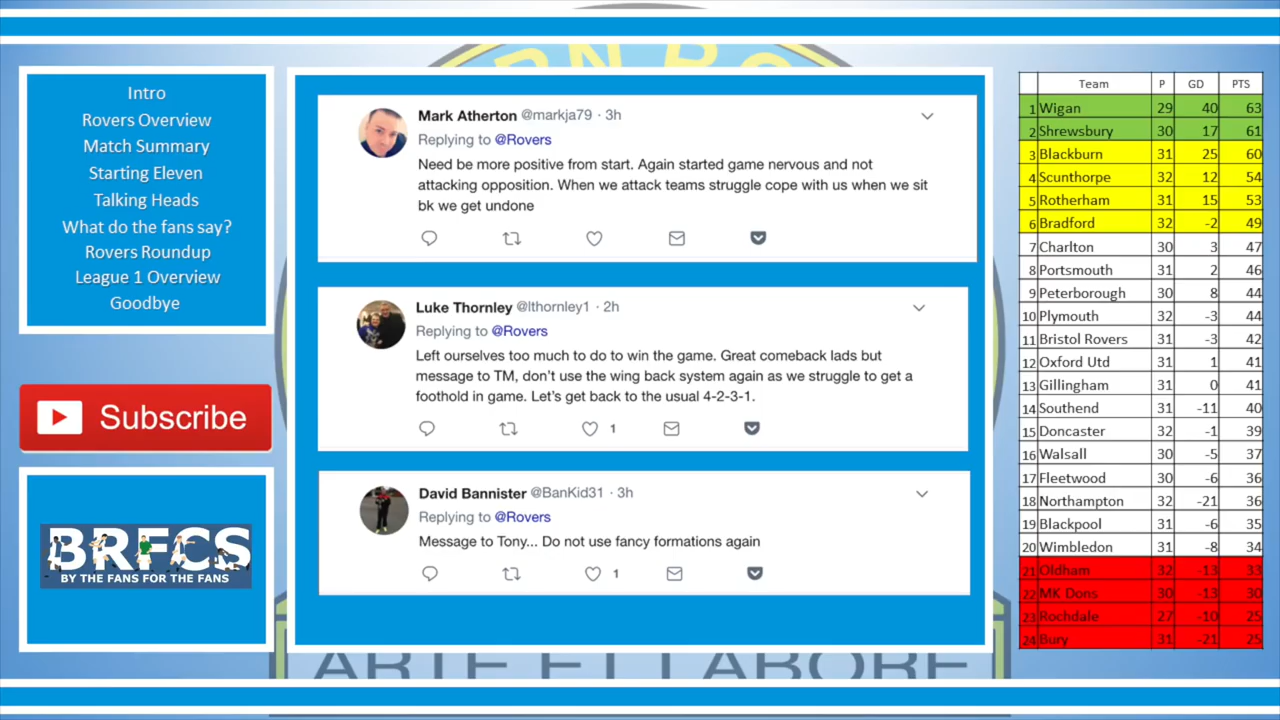 RN RO
Intro
Rovers Overview
Match Summary
Starting Eleven
Talking Heads
What do the fans say?
Rovers Roundup
League 1 Overview
Goodbye
Subscribe
BRFCS
BY THE FANS FOR THE FANS
Mark Atherton @markja79 · 3h
Replying to @Rovers
Need be more positive from start. Again started game nervous and not
attacking opposition. When we attack teams struggle cope with us when we sit
bk we get undone
Luke Thornley @lthornley1 · 2h
Replying to @Rovers
Left ourselves too much to do to win the game. Great comeback lads but
message to TM, don't use the wing back system again as we struggle to get a
foothold in game. Let's get back to the usual 4-2-3-1.
1
David Bannister @BanKid31 · 3h
Replying to @Rovers
Message to Tony... Do not use fancy formations again
1
Team P GD PTS
1 Wigan 29 40 63
2 Shrewsbury 30 17 61
3 Blackburn 31 25 60
4 Scunthorpe 32 12 54
5 Rotherham 31 15 53
6 Bradford 32 -2 49
7 Charlton 30 3 47
8 Portsmouth 31 2 46
9 Peterborough 30 8 44
10 Plymouth 32 -3 44
11 Bristol Rovers 31 -3 42
12 Oxford Utd 31 1 41
13 Gillingham 31 0 41
14 Southend 31 -11 40
15 Doncaster 32 -1 39
16 Walsall 30 -5 37
17 Fleetwood 30 -6 36
18 Northampton 32 -21 36
19 Blackpool 31 -6 35
20 Wimbledon 31 -8 34
21 Oldham 32 -13 33
22 MK Dons 30 -13 30
23 Rochdale 27 -10 25
24 Bury 31 -21 25
ARTE ET LABORE